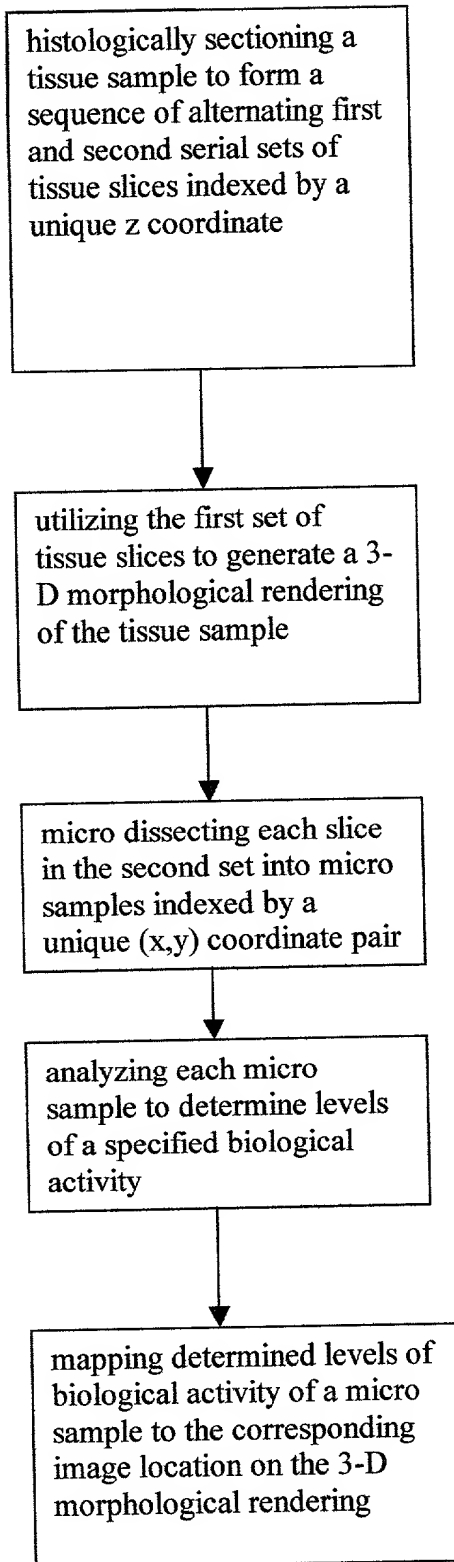 histologically sectioning a
tissue sample to form a
sequence of alternating first
and second serial sets of
tissue slices indexed by a
unique z coordinate
utilizing the first set of
tissue slices to generate a 3-
D morphological rendering
of the tissue sample
micro dissecting each slice
in the second set into micro
samples indexed by a
unique (x,y) coordinate pair
analyzing each micro
sample to determine levels
of a specified biological
activity
mapping determined levels of
biological activity of a micro
sample to the corresponding
image location on the 3-D
morphological rendering